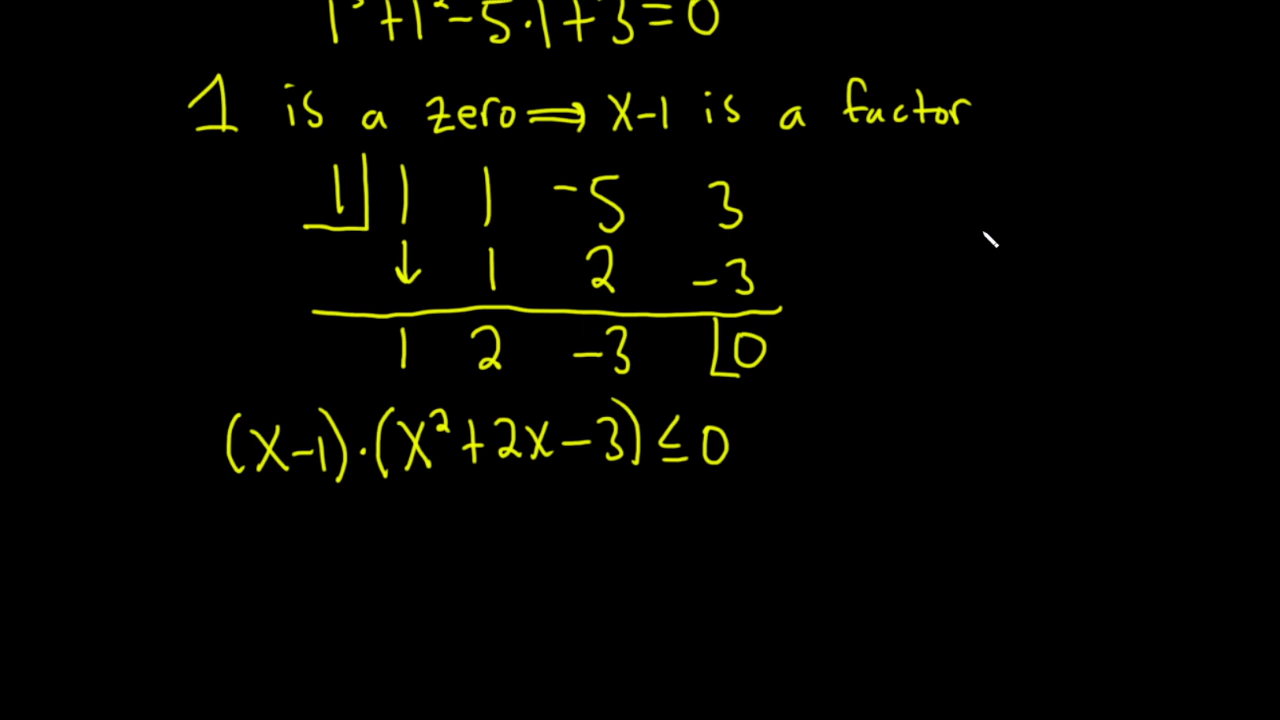 1³+1²-5·1+3=0
1 is a zero ⟹ x-1 is a factor
1| 1 1 -5 3
↓ 1 2 -3
1 2 -3 |0
(x-1)·(x²+2x-3)≤0